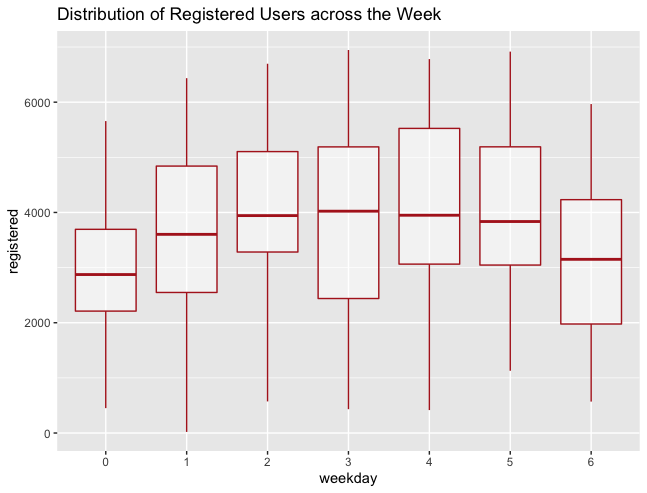 Distribution of Registered Users across the Week
registered
6000
4000
2000
0
0 1 2 3 4 5 6
weekday